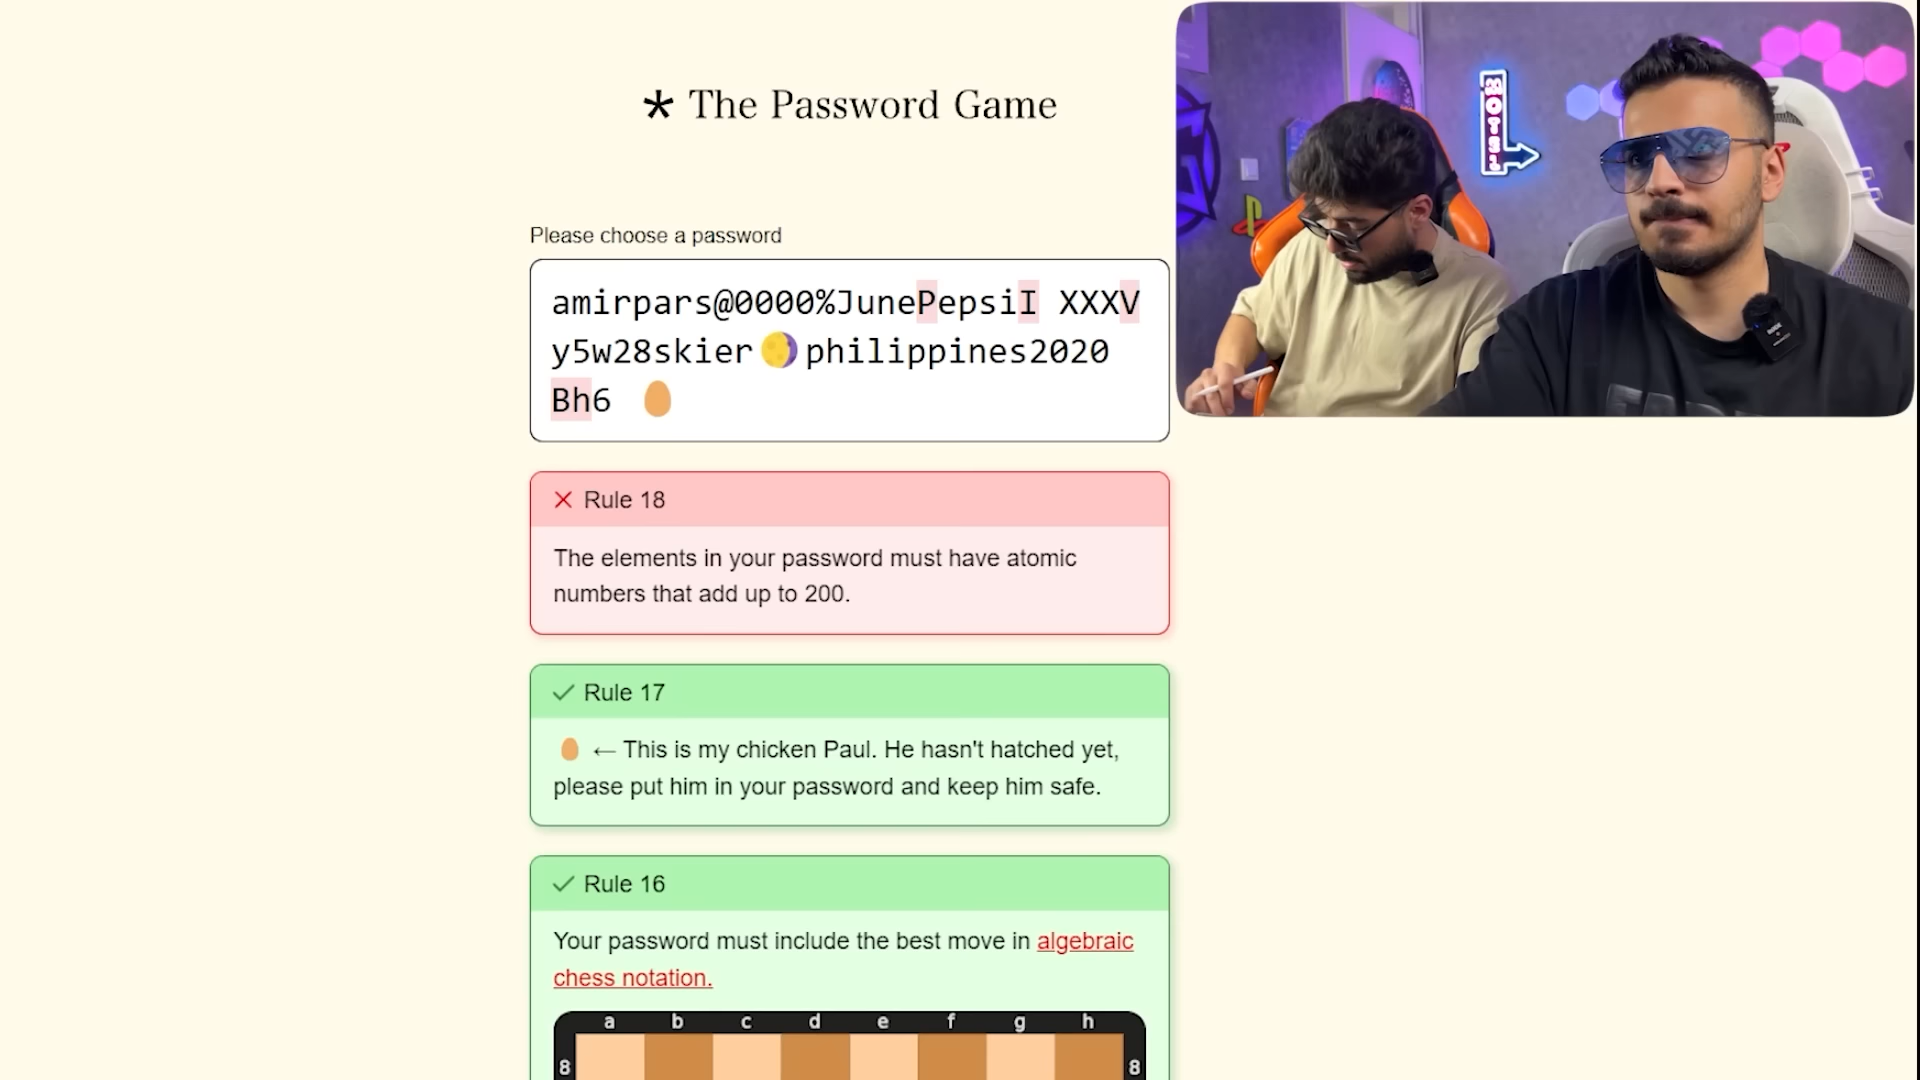 * The Password Game
Please choose a password
amirpars@0000%JunePepsiI XXXV
y5w28skier🌖philippines2020
Bh6 🥚
Rule 18
The elements in your password must have atomic
numbers that add up to 200.
Rule 17
🥚 ← This is my chicken Paul. He hasn't hatched yet,
please put him in your password and keep him safe.
Rule 16
Your password must include the best move in algebraic
chess notation.
a b c d e f g h
8 8